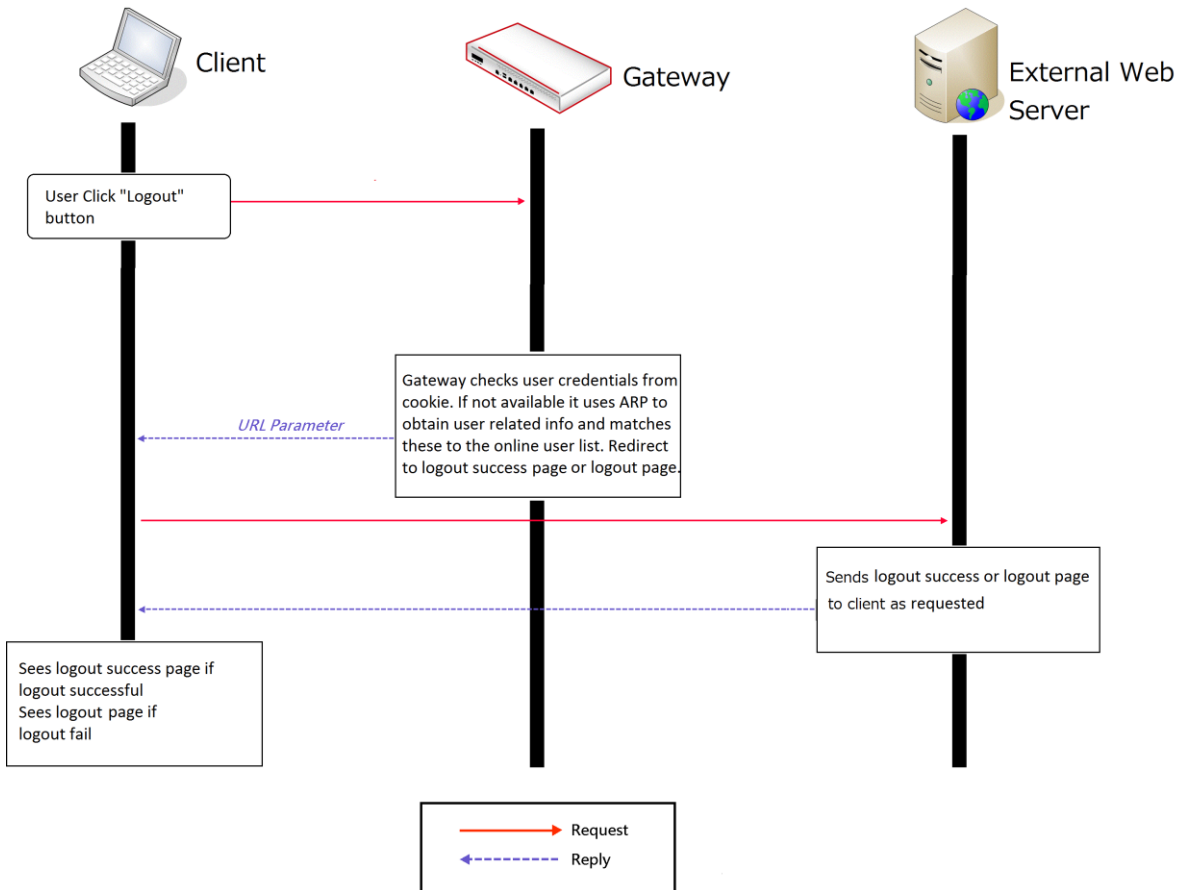 Client
Gateway
External Web
Server
User Click "Logout"
button
Gateway checks user credentials from
cookie. If not available it uses ARP to
obtain user related info and matches
these to the online user list. Redirect
to logout success page or logout page.
URL Parameter
Sends logout success or logout page
to client as requested
Sees logout success page if
logout successful
Sees logout page if
logout fail
Request
Reply